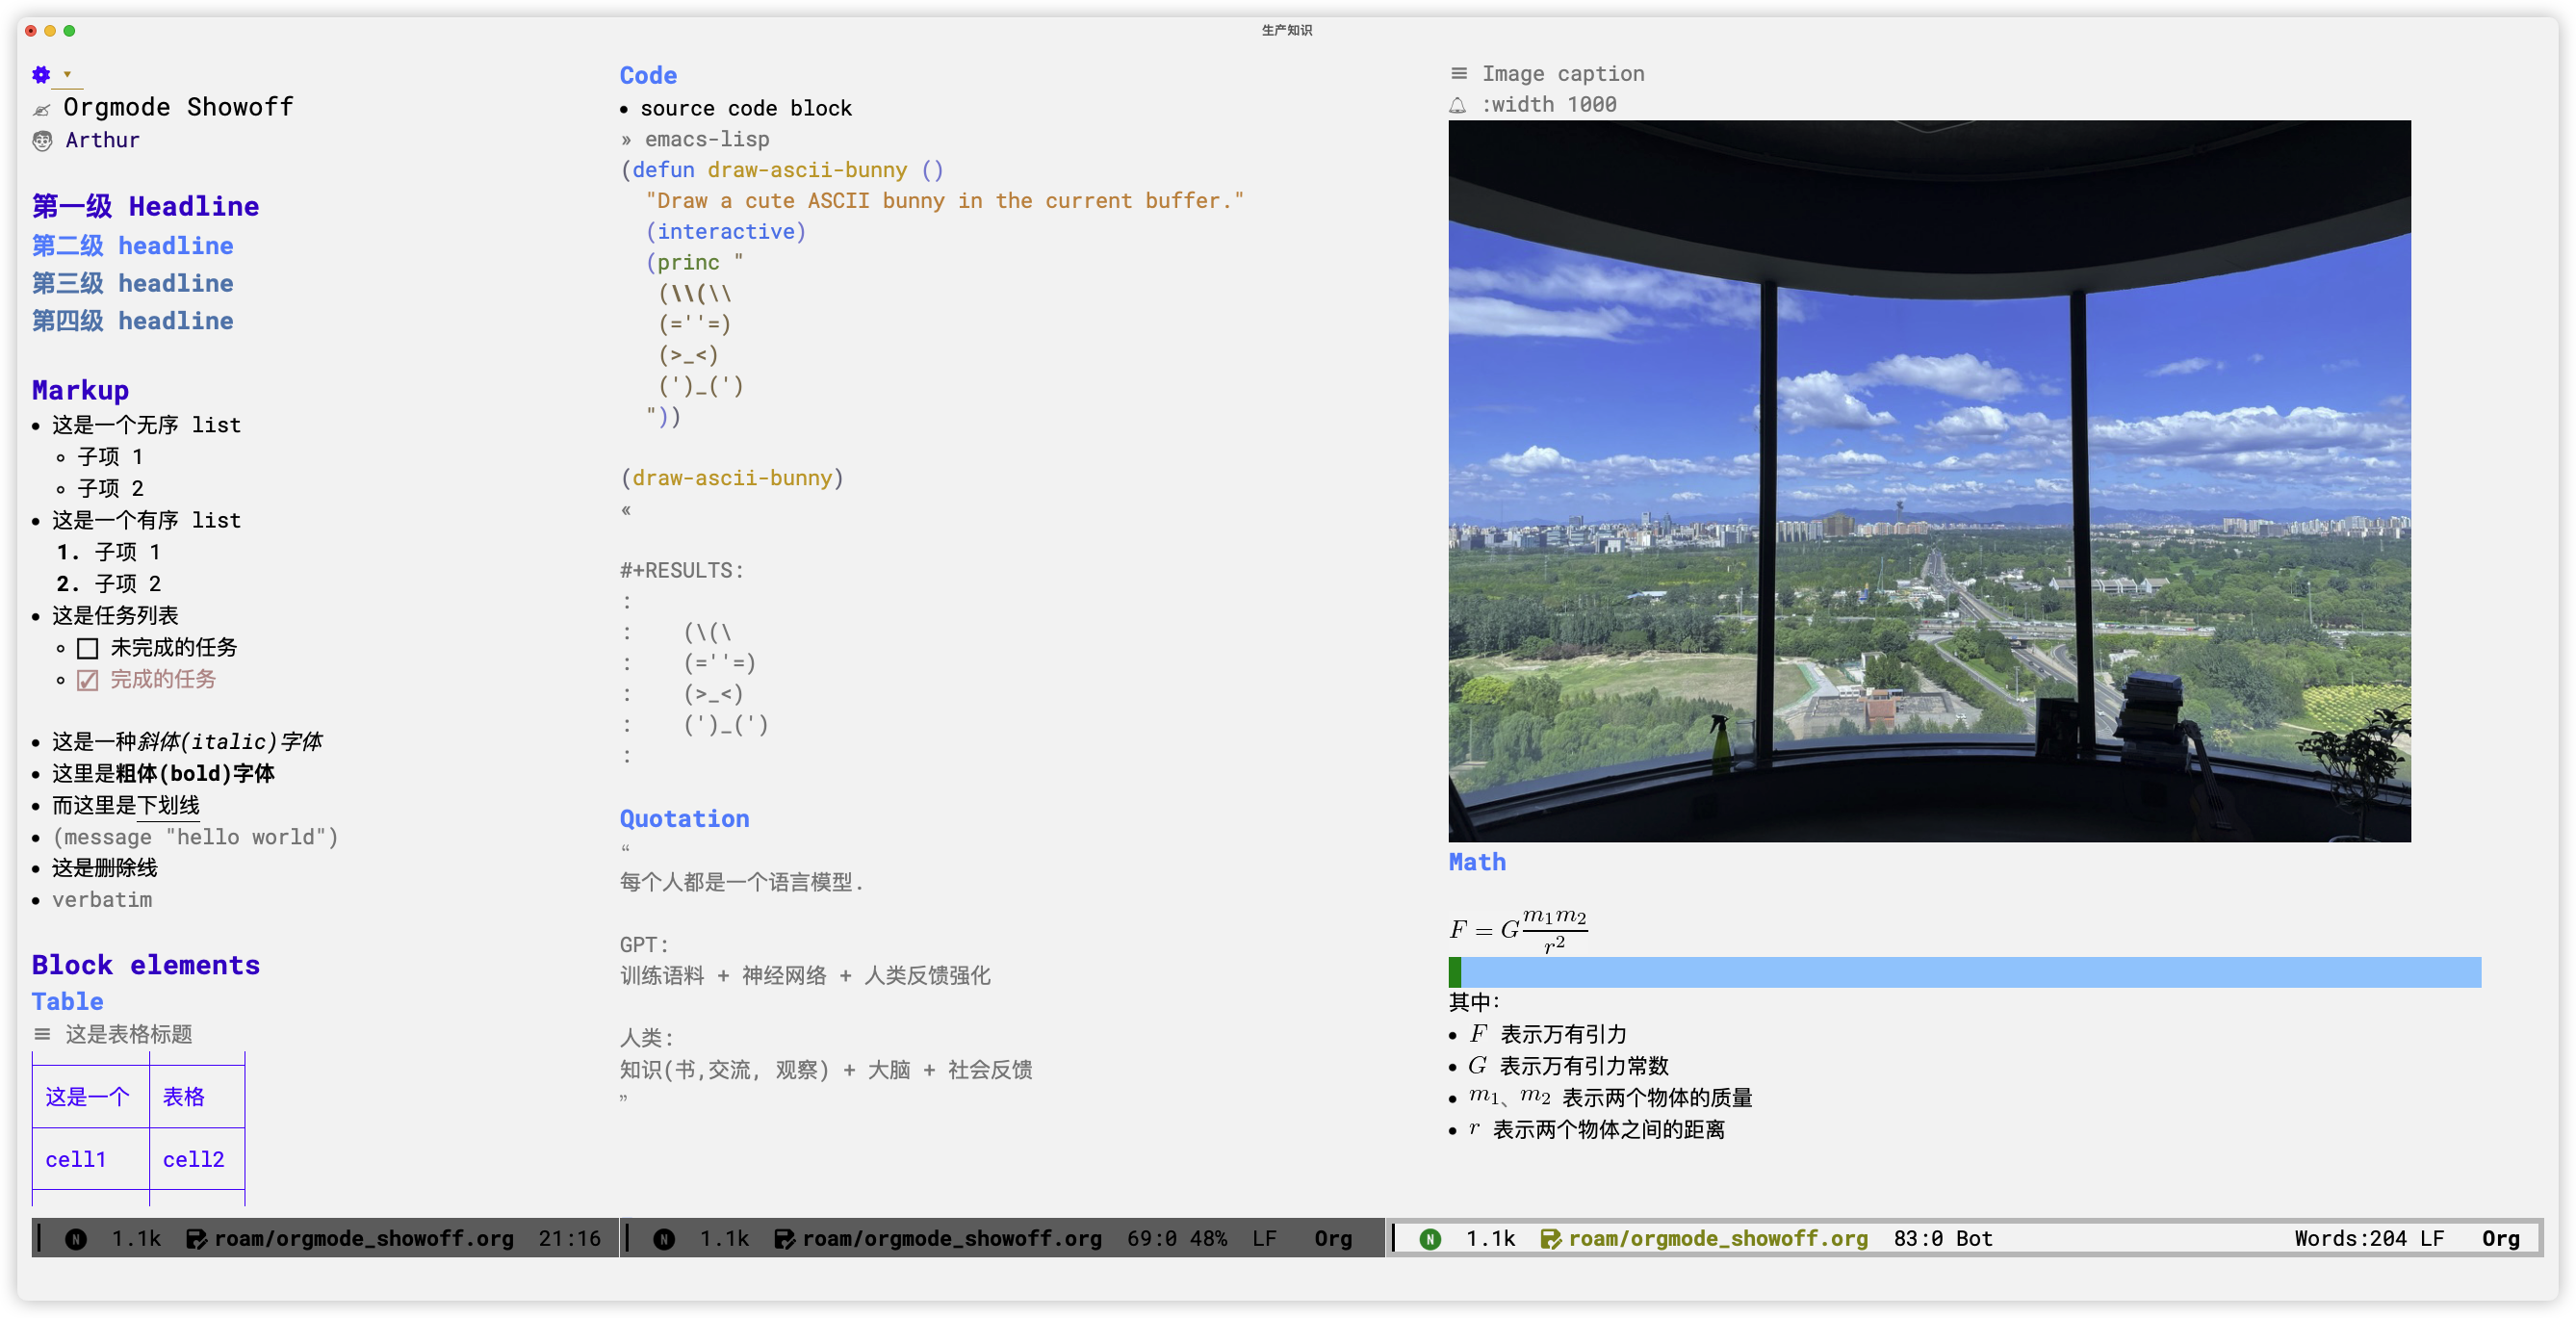 生产知识
Orgmode Showoff
Arthur
第一级 Headline
第二级 headline
第三级 headline
第四级 headline
Markup
• 这是一个无序 list
∘ 子项 1
∘ 子项 2
• 这是一个有序 list
1. 子项 1
2. 子项 2
• 这是任务列表
∘ ☐ 未完成的任务
∘ ☑ 完成的任务
• 这是一种斜体(italic)字体
• 这里是粗体(bold)字体
• 而这里是下划线
• (message "hello world")
• 这是删除线
• verbatim
Block elements
Table
≡ 这是表格标题
这是一个 表格
cell1 cell2
N 1.1k roam/orgmode_showoff.org 21:16
Code
• source code block
» emacs-lisp
(defun draw-ascii-bunny ()
"Draw a cute ASCII bunny in the current buffer."
(interactive)
(princ "
(\\(\\
(=''=)
(>_<)
(')_(')
"))
(draw-ascii-bunny)
«
#+RESULTS:
:
: (\(\
: (=''=)
: (>_<)
: (')_(')
:
Quotation
“
每个人都是一个语言模型.
GPT:
训练语料 + 神经网络 + 人类反馈强化
人类:
知识(书,交流, 观察) + 大脑 + 社会反馈
”
N 1.1k roam/orgmode_showoff.org 69:0 48% LF Org
≡ Image caption
:width 1000
Math
F = G m₁m₂ / r²
其中:
• F 表示万有引力
• G 表示万有引力常数
• m₁、m₂ 表示两个物体的质量
• r 表示两个物体之间的距离
N 1.1k roam/orgmode_showoff.org 83:0 Bot Words:204 LF Org